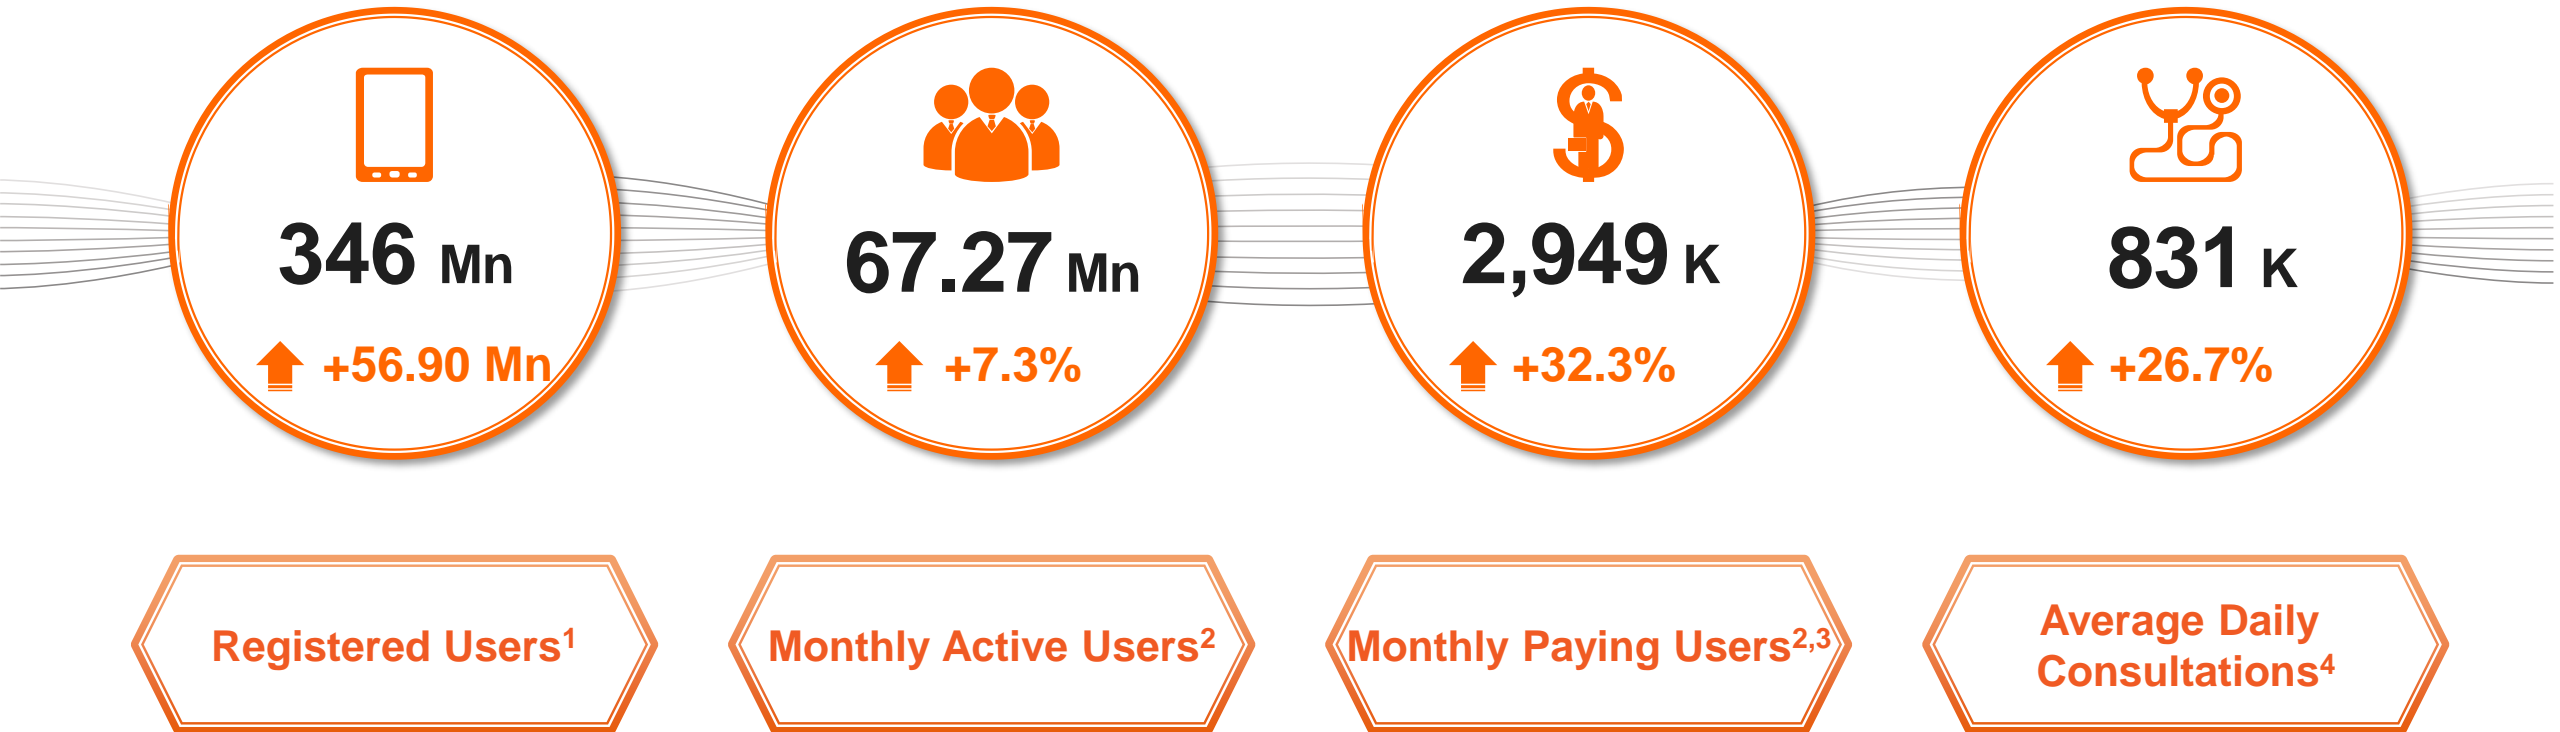 346 Mn
+56.90 Mn
67.27 Mn
+7.3%
2,949 K
+32.3%
831 K
+26.7%
Registered Users1
Monthly Active Users2
Monthly Paying Users2,3
Average Daily
Consultations4